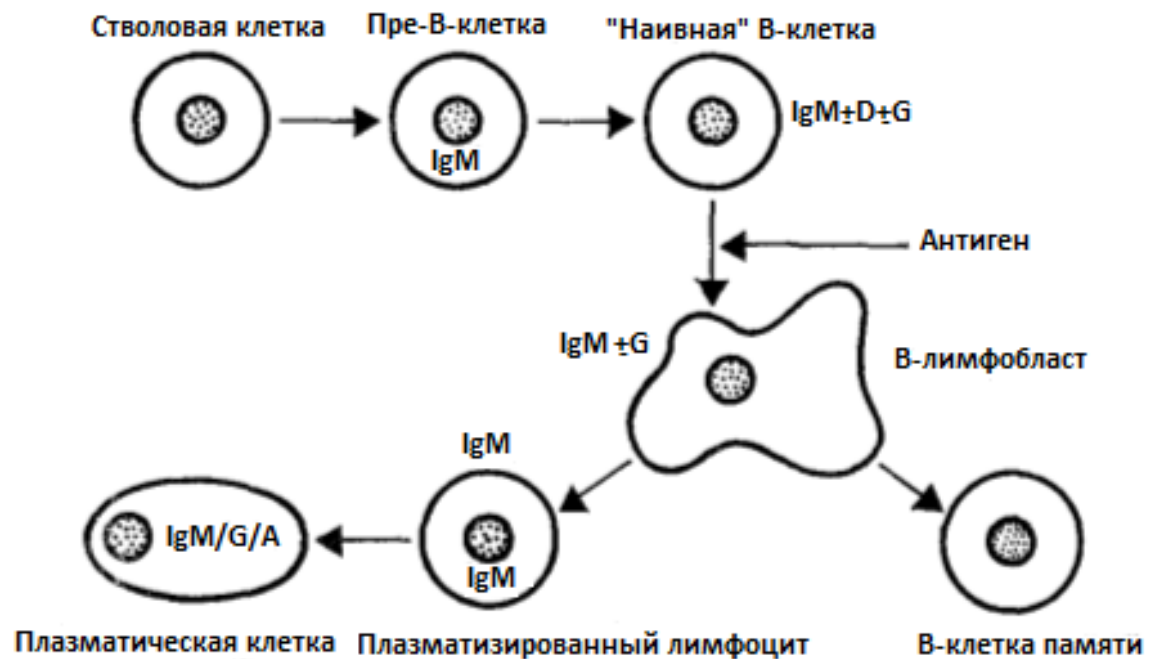 Стволовая клетка
Пре-В-клетка
"Наивная" В-клетка
IgM
IgM±D±G
Антиген
IgM ±G
В-лимфобласт
IgM
IgM/G/A
IgM
Плазматическая клетка
Плазматизированный лимфоцит
В-клетка памяти